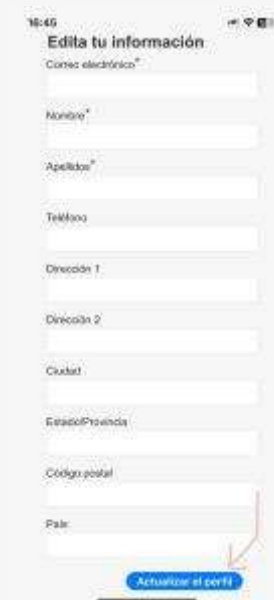 16:45
Edita tu información
Correo electrónico*
Nombre*
Apellidos*
Teléfono
Dirección 1
Dirección 2
Ciudad
Estado/Provincia
Código postal
País
Actualizar el perfil